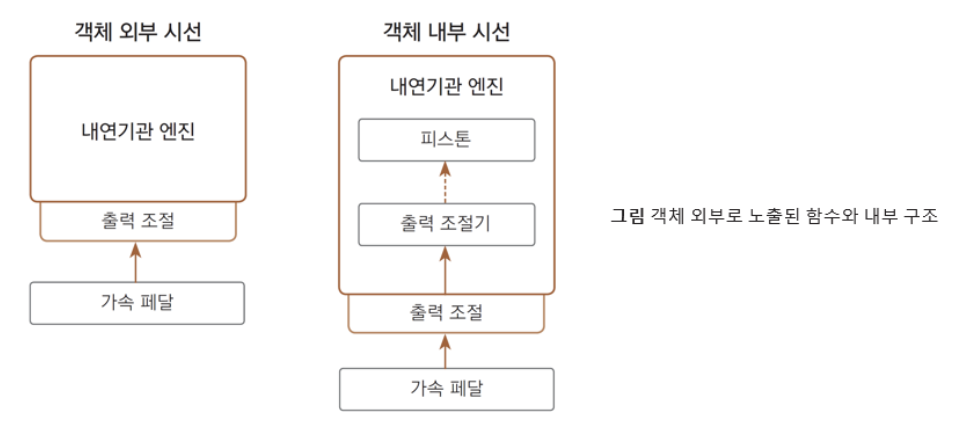 객체 외부 시선
내연기관 엔진
출력 조절
가속 페달
객체 내부 시선
내연기관 엔진
피스톤
출력 조절기
출력 조절
가속 페달
그림 객체 외부로 노출된 함수와 내부 구조